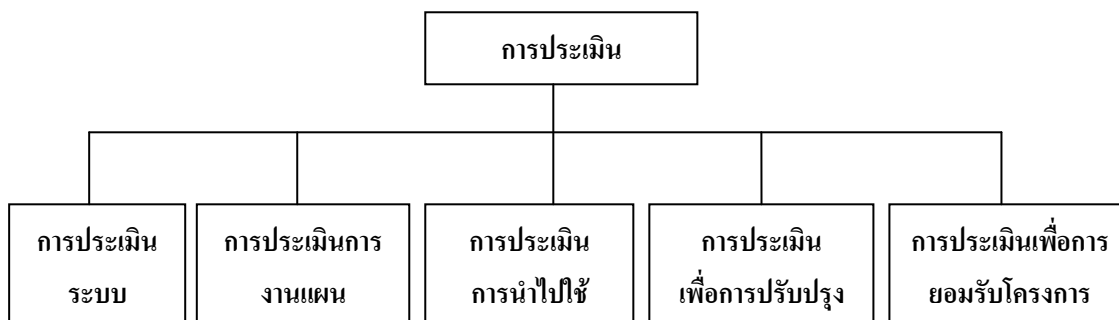 การประเมิน
การประเมิน
ระบบ
การประเมินการ
งานแผน
การประเมิน
การนำไปใช้
การประเมิน
เพื่อการปรับปรุง
การประเมินเพื่อการ
ยอมรับโครงการ